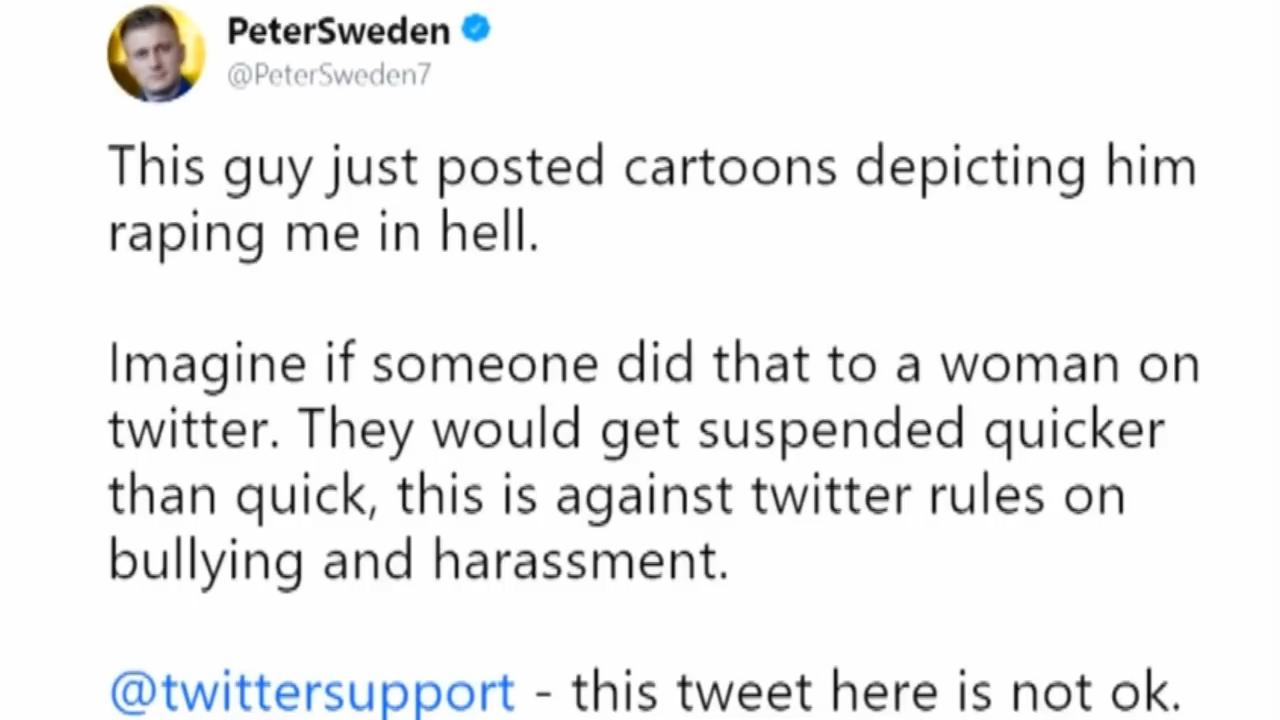 PeterSweden
@PeterSweden7
This guy just posted cartoons depicting him
raping me in hell.
Imagine if someone did that to a woman on
twitter. They would get suspended quicker
than quick, this is against twitter rules on
bullying and harassment.
@twittersupport - this tweet here is not ok.